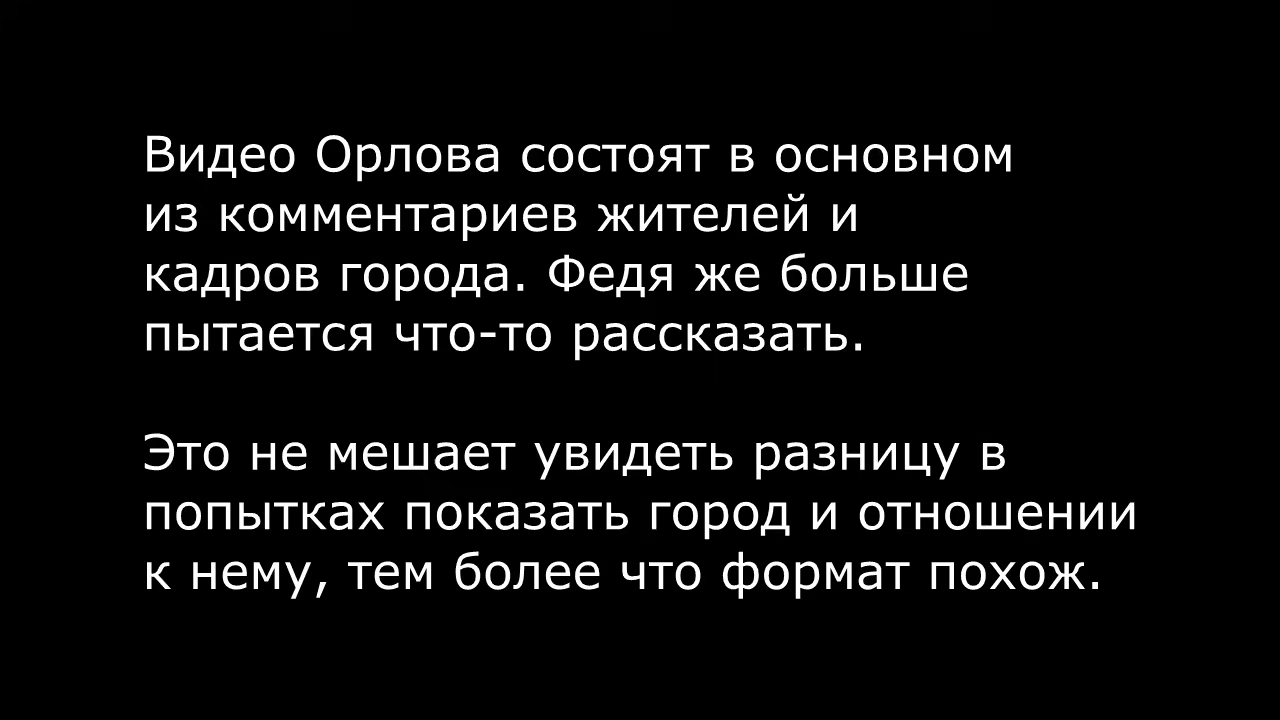 Видео Орлова состоят в основном
из комментариев жителей и
кадров города. Федя же больше
пытается что-то рассказать.
Это не мешает увидеть разницу в
попытках показать город и отношении
к нему, тем более что формат похож.